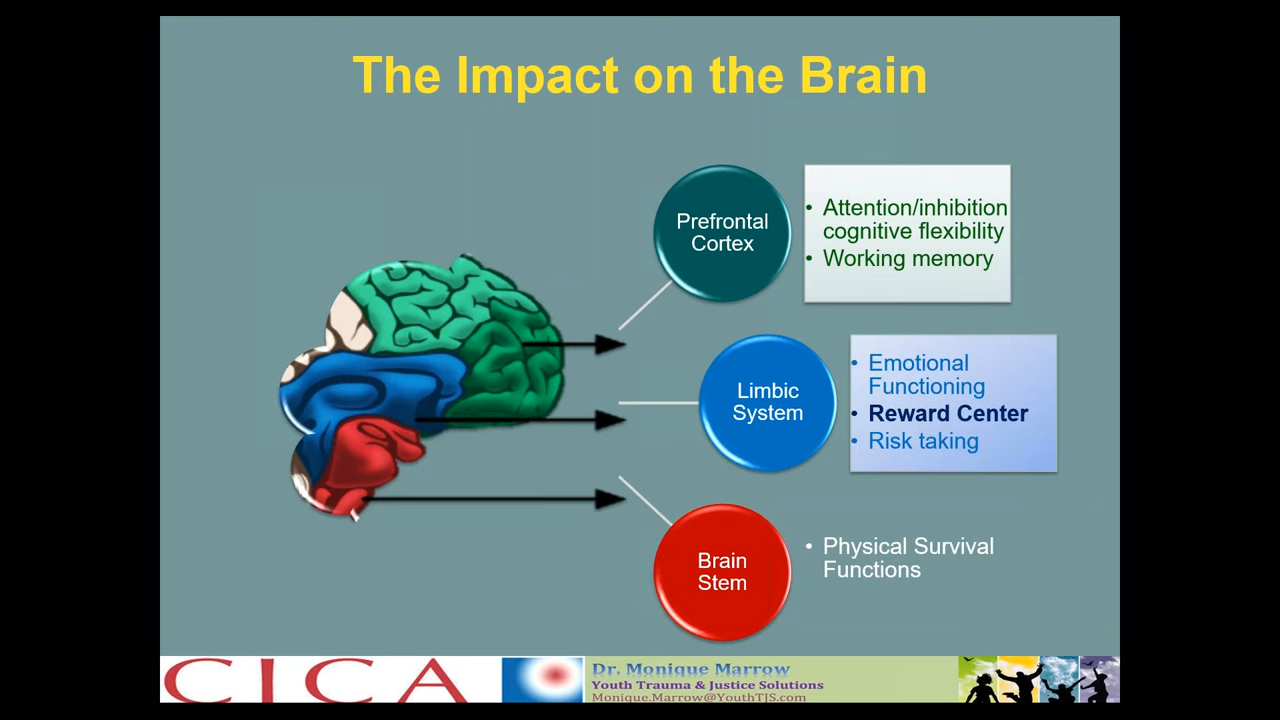 The Impact on the Brain
Prefrontal
Cortex
• Attention/inhibition
cognitive flexibility
• Working memory
Limbic
System
• Emotional
Functioning
• Reward Center
• Risk taking
Brain
Stem
• Physical Survival
Functions
CICA
Dr. Monique Marrow
Youth Trauma & Justice Solutions
Monique.Marrow@YouthTJS.com